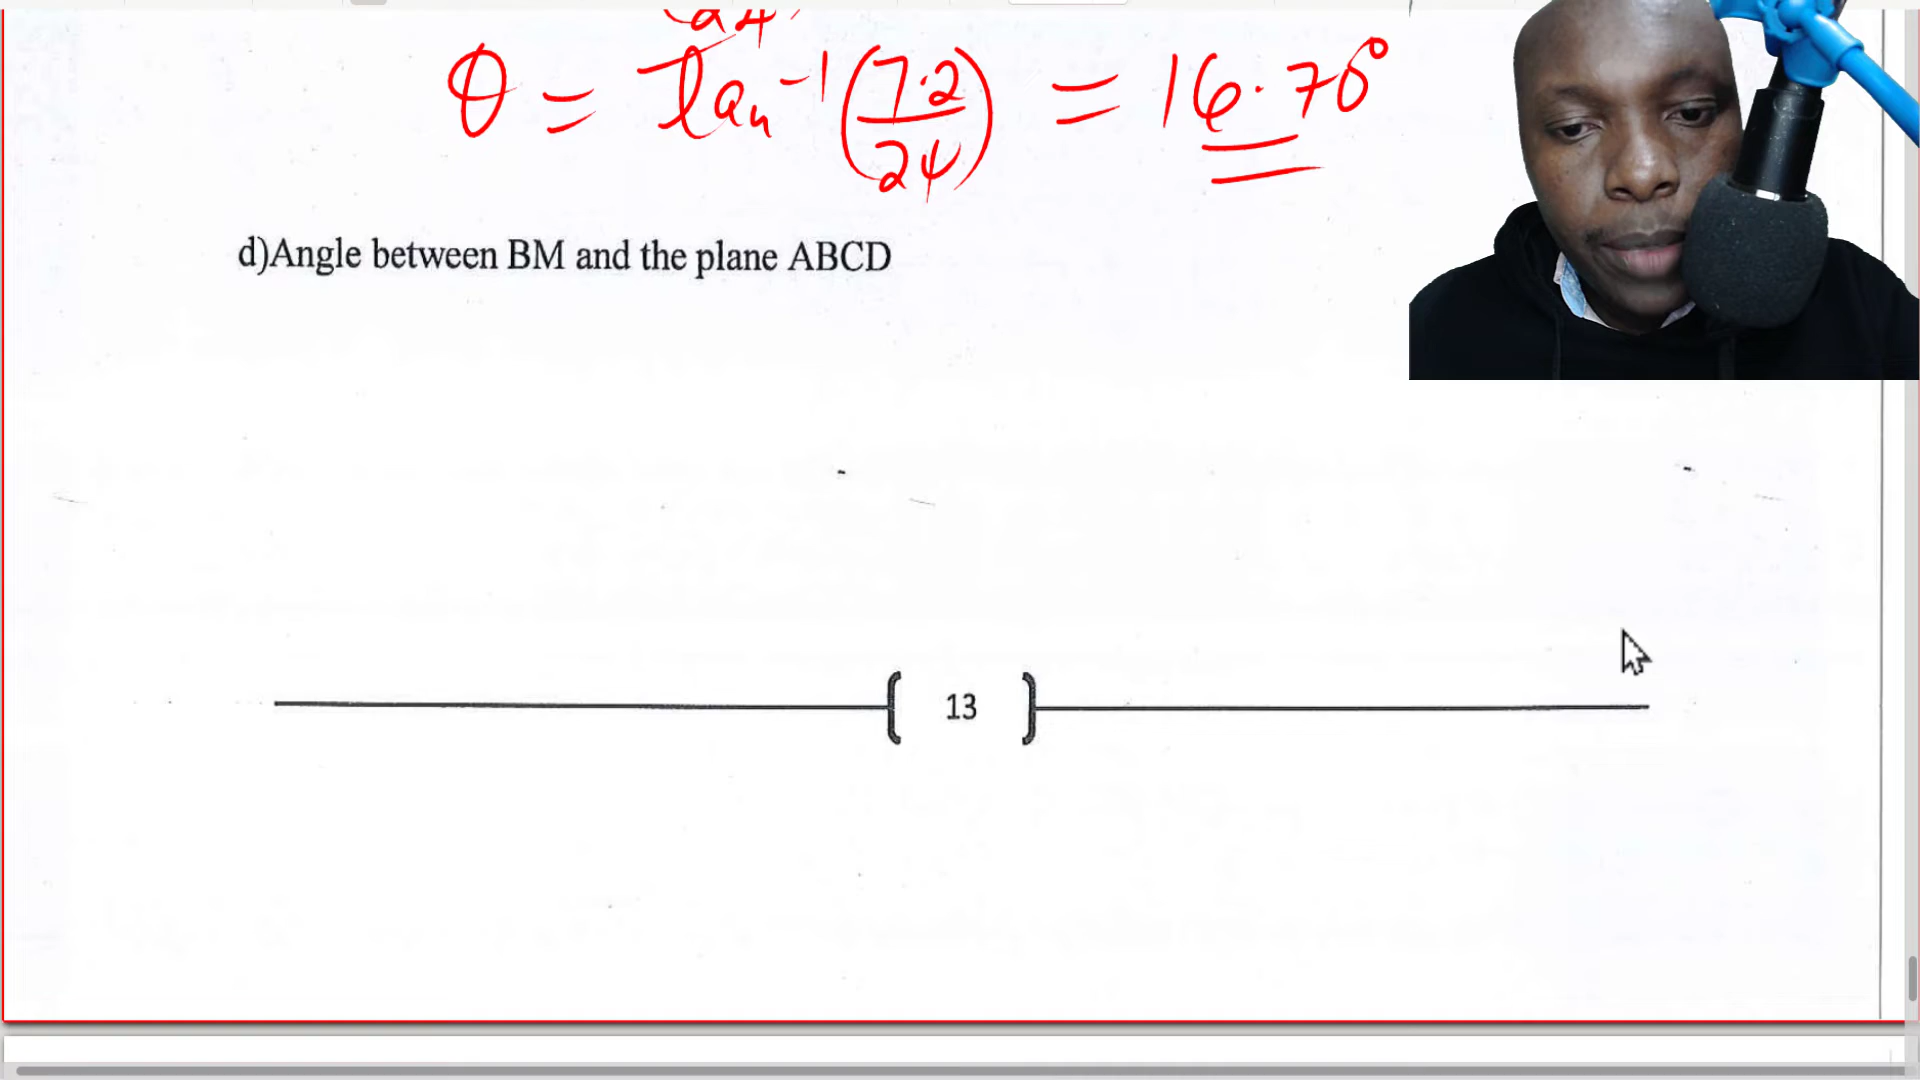 θ = Tan⁻¹(7.2/24) = 16.70°
d)Angle between BM and the plane ABCD
13